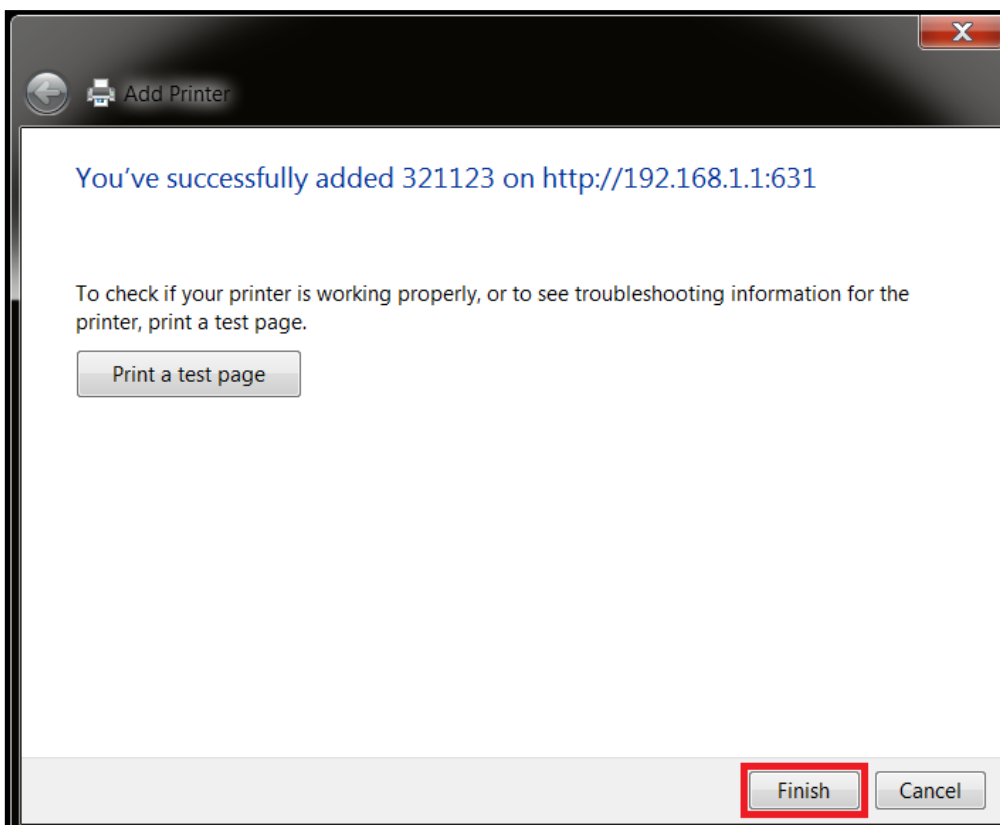 Add Printer
You've successfully added 321123 on http://192.168.1.1:631
To check if your printer is working properly, or to see troubleshooting information for the
printer, print a test page.
Print a test page
Finish
Cancel